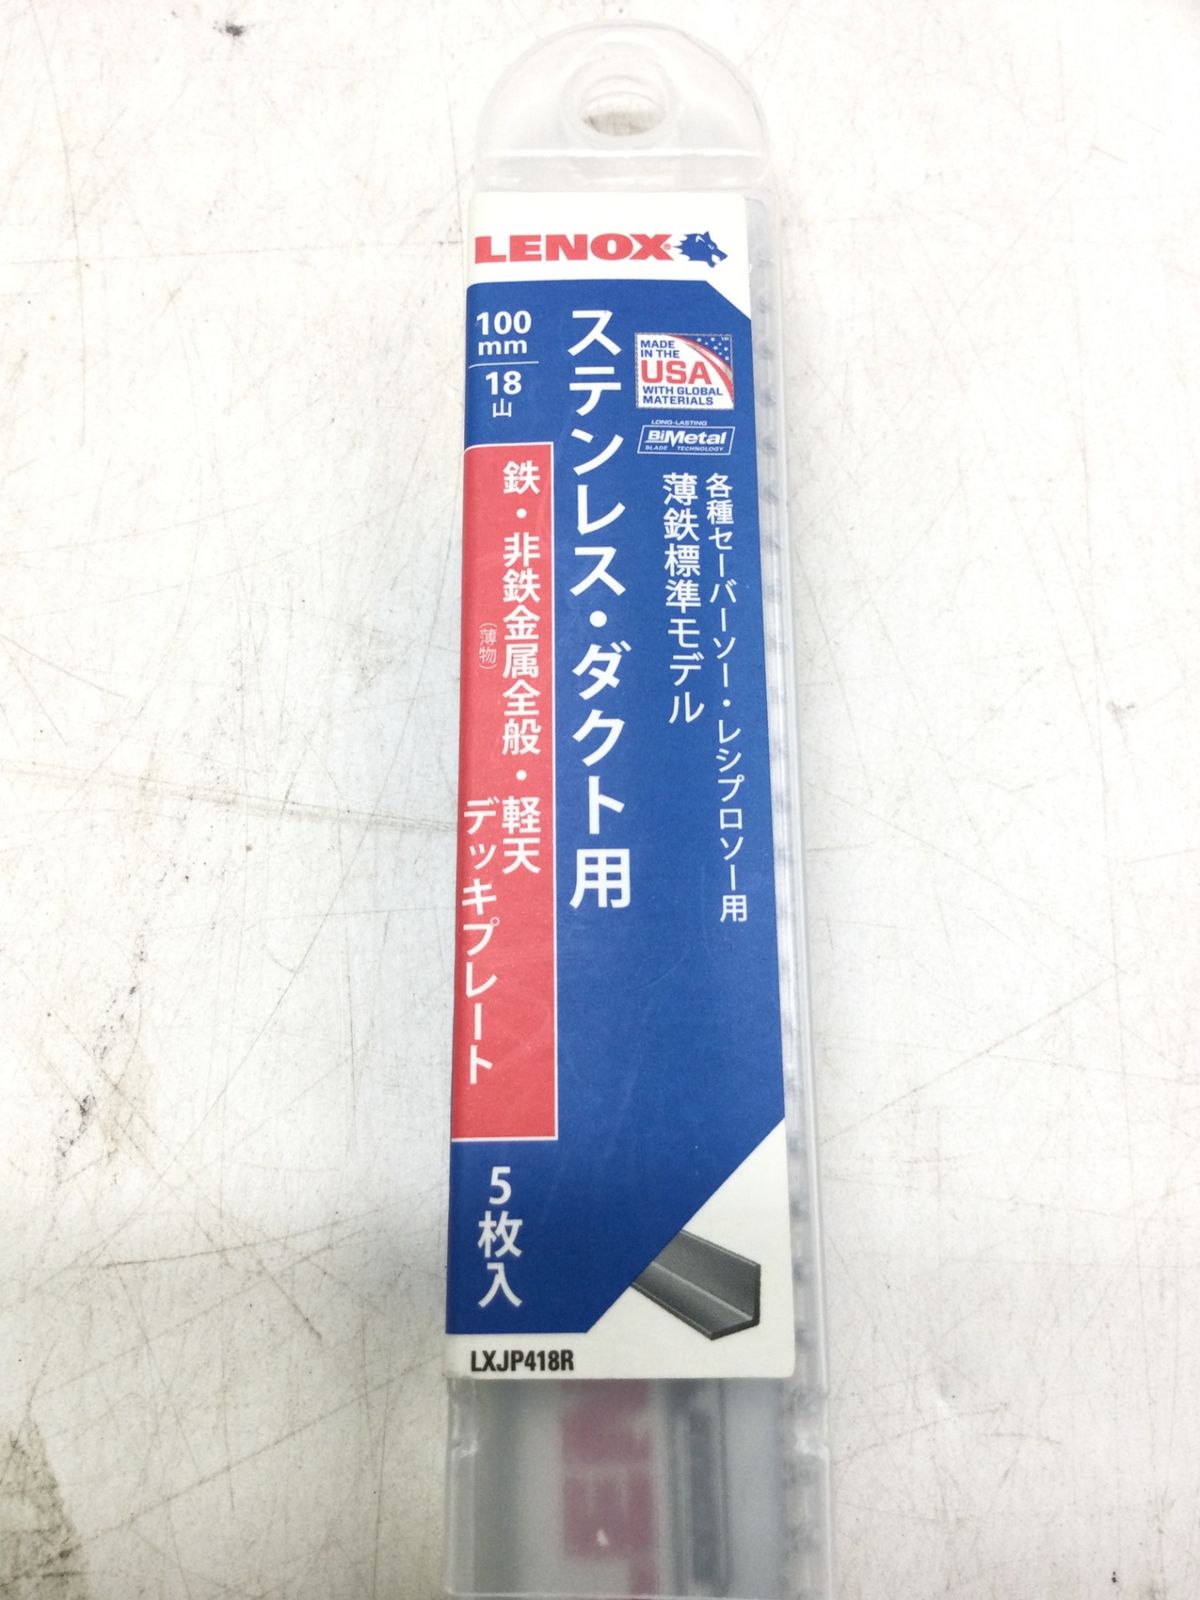 LENOX
100
mm
18
山
ステンレス・ダクト用
MADE
IN THE
USA
WITH GLOBAL
MATERIALS
LONG-LASTING
BiMetal
BLADE TECHNOLOGY
各種セーバーソー・レシプロソー用
薄鉄標準モデル
鉄・非鉄金属全般・軽天
(薄物)
デッキプレート
5枚入
LXJP418R